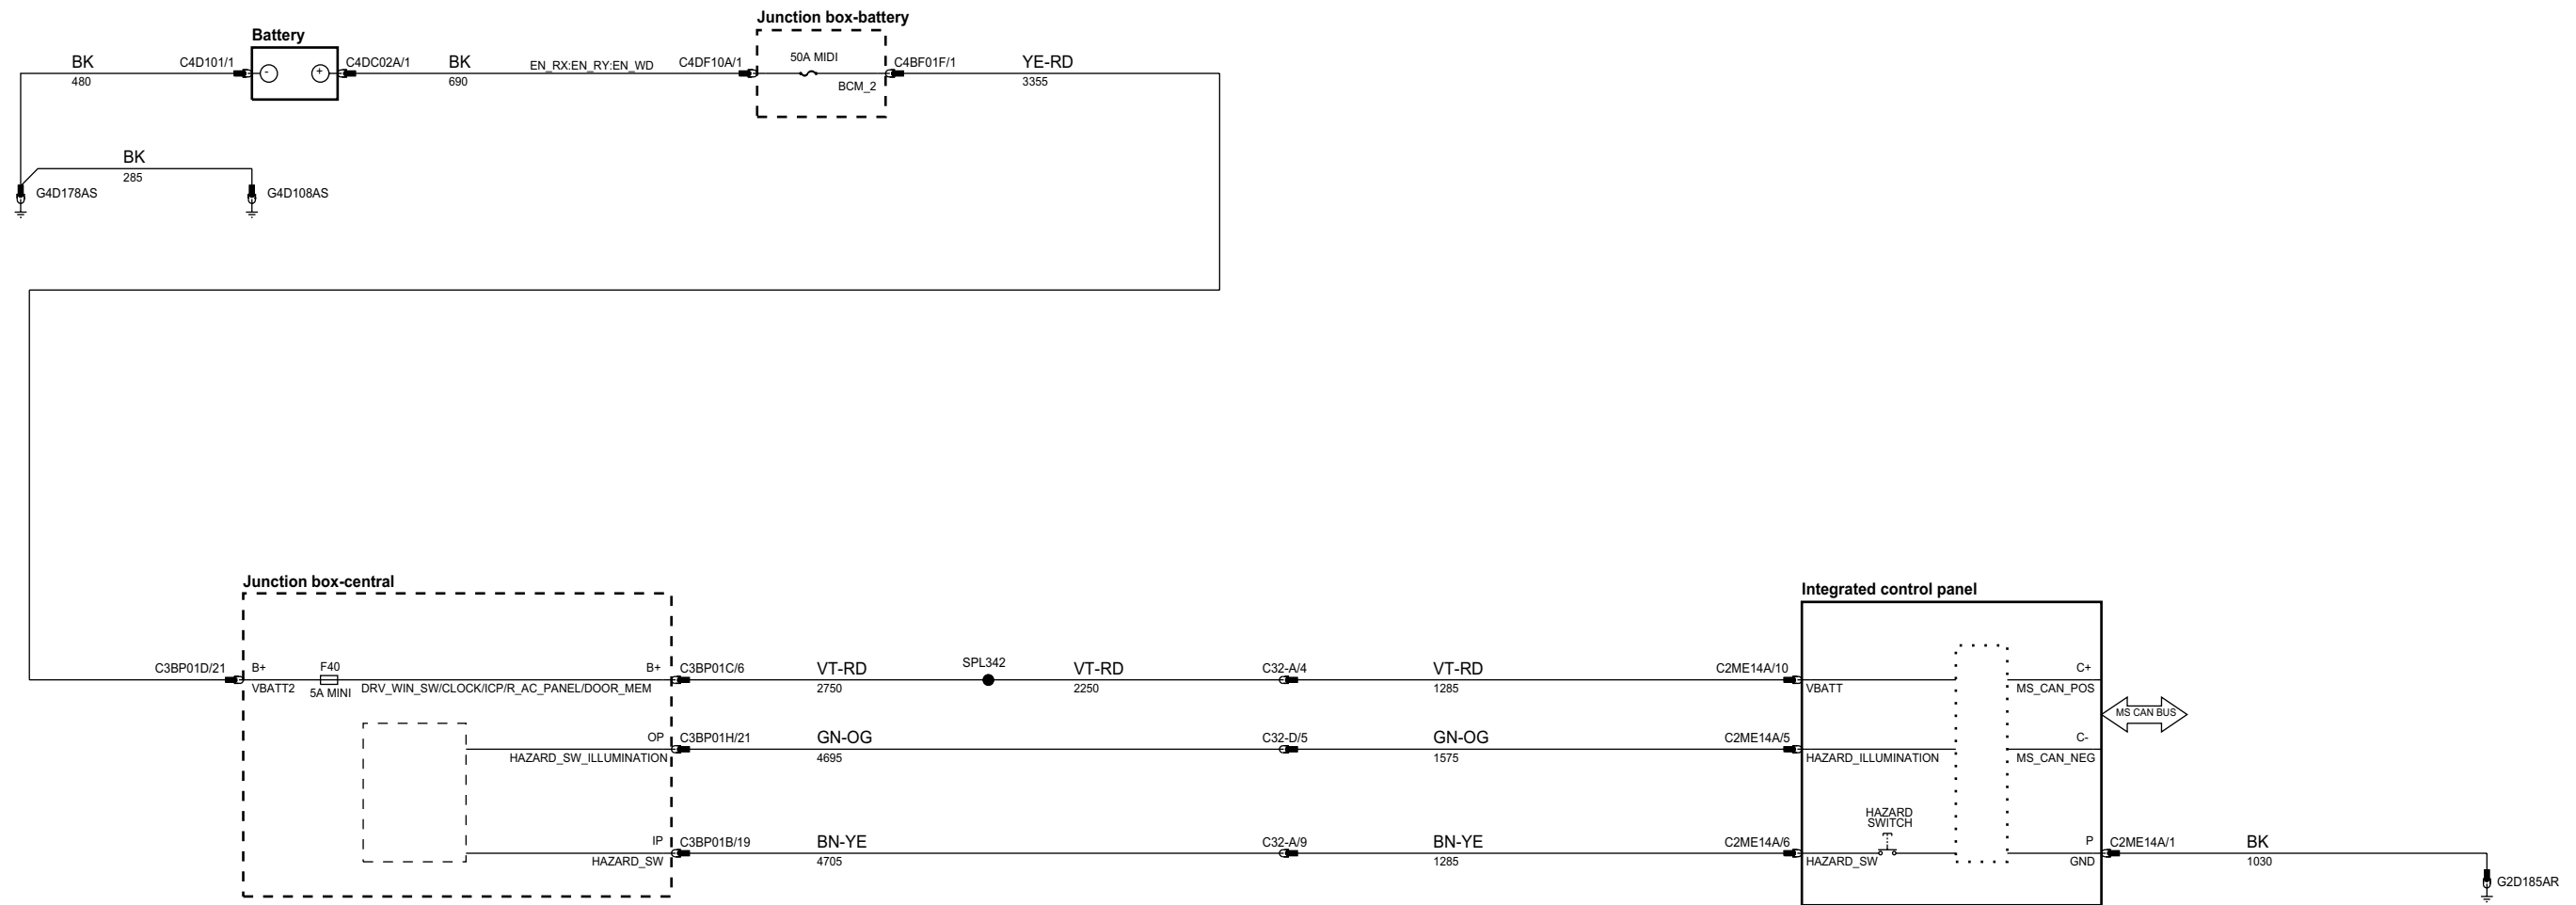 Junction box-battery
Battery
BK
480
C4D101/1
-
+
C4DC02A/1
BK
690
EN_RX:EN_RY:EN_WD
C4DF10A/1
50A MIDI
BCM_2
C4BF01F/1
YE-RD
3355
BK
285
G4D178AS
G4D108AS
Junction box-central
Integrated control panel
C3BP01D/21
B+
VBATT2
F40
5A MINI
DRV_WIN_SW/CLOCK/ICP/R_AC_PANEL/DOOR_MEM
B+
C3BP01C/6
VT-RD
2750
SPL342
VT-RD
2250
C32-A/4
VT-RD
1285
C2ME14A/10
VBATT
C+
MS_CAN_POS
MS CAN BUS
OP
HAZARD_SW_ILLUMINATION
C3BP01H/21
GN-OG
4695
C32-D/5
GN-OG
1575
C2ME14A/5
HAZARD_ILLUMINATION
C-
MS_CAN_NEG
IP
HAZARD_SW
C3BP01B/19
BN-YE
4705
C32-A/9
BN-YE
1285
C2ME14A/6
HAZARD_SW
HAZARD
SWITCH
P
GND
C2ME14A/1
BK
1030
G2D185AR